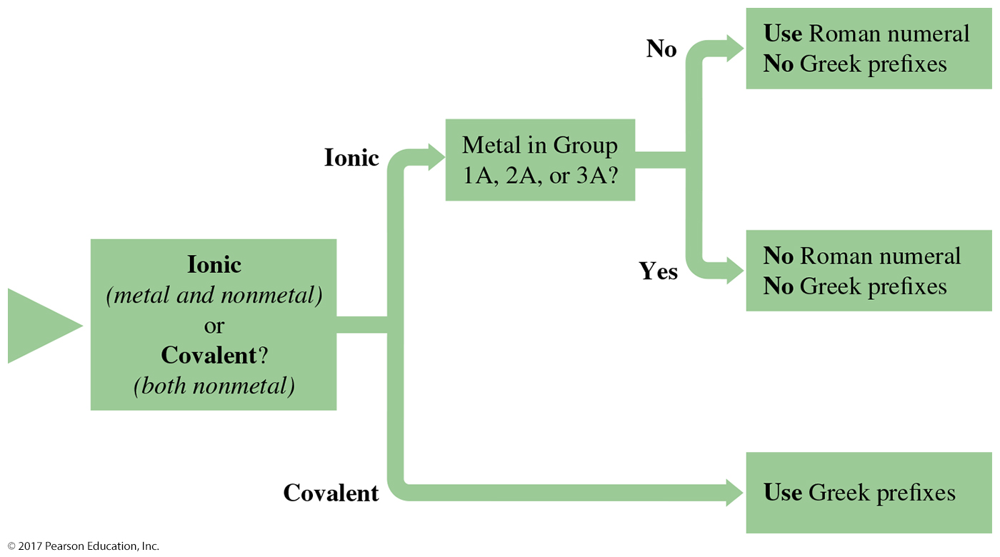 Ionic
(metal and nonmetal)
or
Covalent?
(both nonmetal)
Ionic
Metal in Group
1A, 2A, or 3A?
No
Use Roman numeral
No Greek prefixes
Yes
No Roman numeral
No Greek prefixes
Covalent
Use Greek prefixes
© 2017 Pearson Education, Inc.